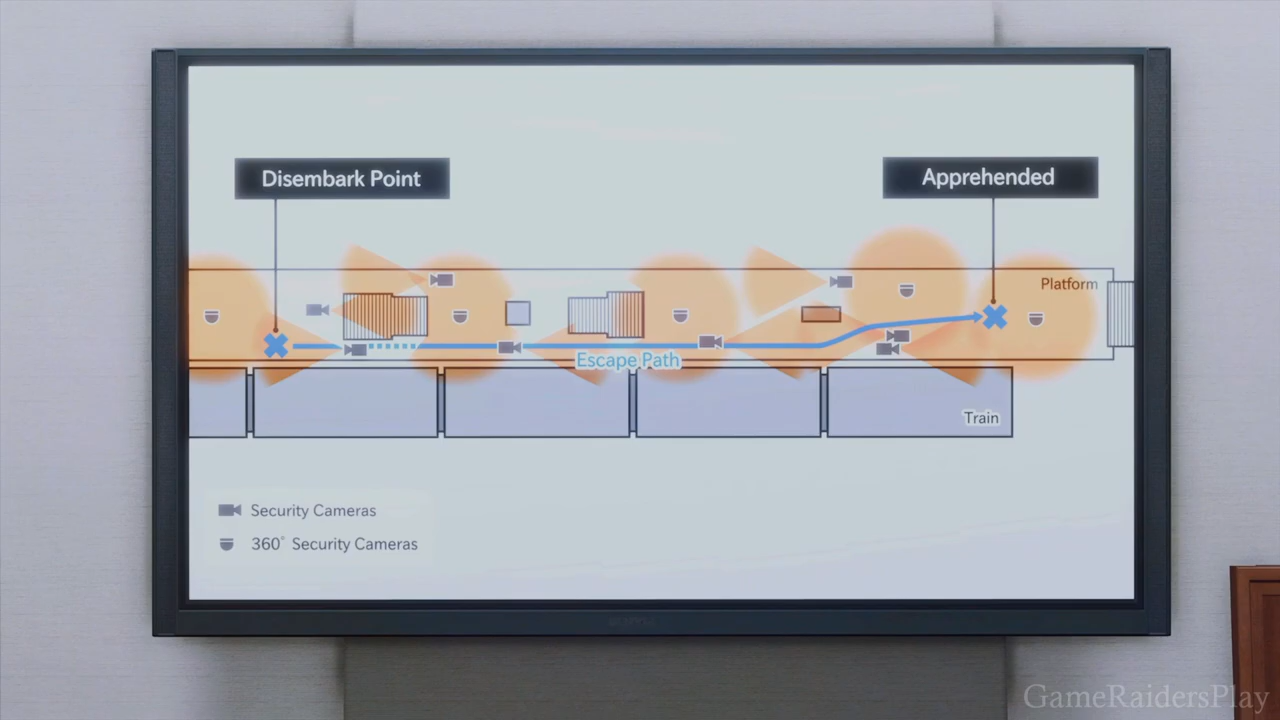 Disembark Point
Apprehended
Platform
Escape Path
Train
Security Cameras
360° Security Cameras
GameRaidersPlay